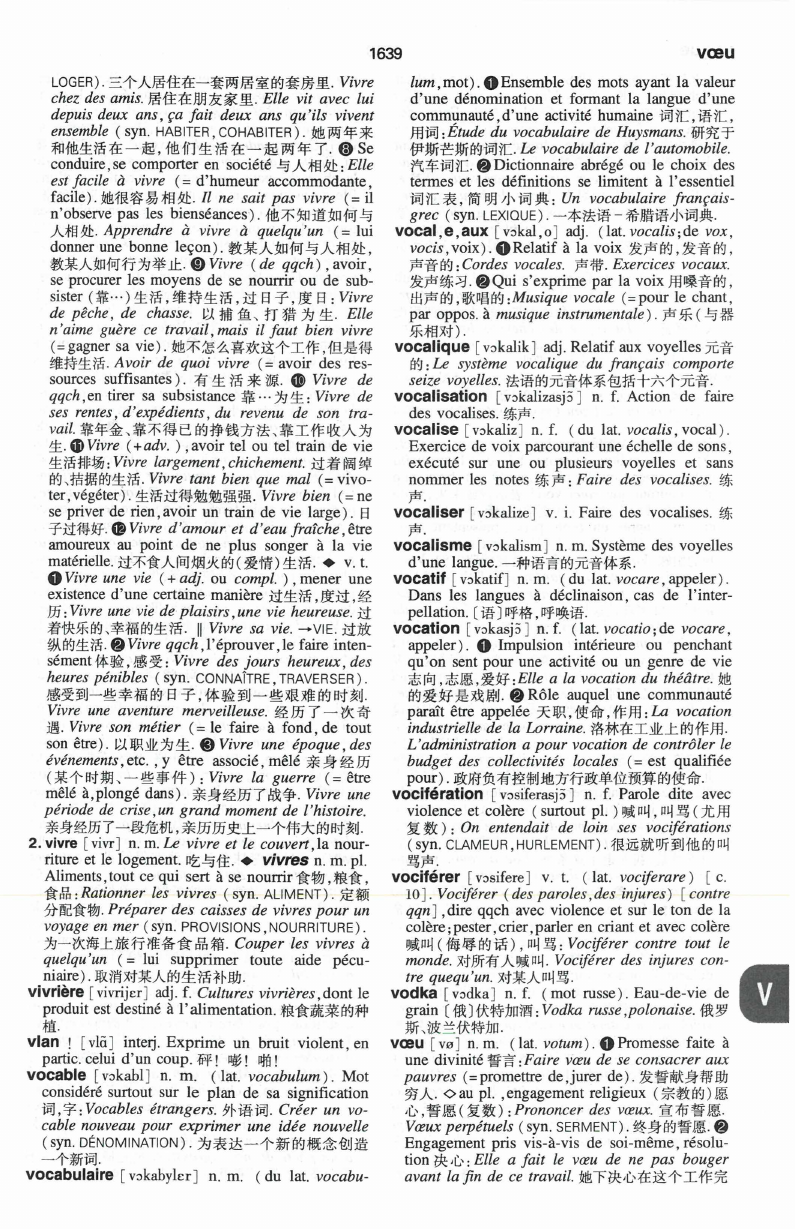 1639
vœu
LOGER). 三个人居住在一套两居室的套房里. Vivre
chez des amis. 居住在朋友家里. Elle vit avec lui
depuis deux ans, ça fait deux ans qu'ils vivent
ensemble (syn. HABITER, COHABITER). 她两年来
和他生活在一起,他们生活在一起两年了. ❽ Se
conduire, se comporter en société 与人相处: Elle
est facile à vivre (= d'humeur accommodante,
facile). 她很容易相处. Il ne sait pas vivre (= il
n'observe pas les bienséances). 他不知道如何与
人相处. Apprendre à vivre à quelqu'un (= lui
donner une bonne leçon). 教某人如何与人相处,
教某人如何行为举止. ❾ Vivre (de qqch), avoir,
se procurer les moyens de se nourrir ou de sub-
sister (靠…)生活,维持生活,过日子,度日: Vivre
de pêche, de chasse. 以捕鱼、打猎为生. Elle
n'aime guère ce travail, mais il faut bien vivre
(= gagner sa vie). 她不怎么喜欢这个工作,但是得
维持生活. Avoir de quoi vivre (= avoir des res-
sources suffisantes). 有生活来源. ❿ Vivre de
qqch, en tirer sa subsistance 靠…为生: Vivre de
ses rentes, d'expédients, du revenu de son tra-
vail. 靠年金、靠不得已的挣钱方法、靠工作收入为
生. ⓫ Vivre (+adv.), avoir tel ou tel train de vie
生活排场: Vivre largement, chichement. 过着阔绰
的、拮据的生活. Vivre tant bien que mal (= vivo-
ter, végéter). 生活过得勉勉强强. Vivre bien (= ne
se priver de rien, avoir un train de vie large). 日
子过得好. ⓬ Vivre d'amour et d'eau fraîche, être
amoureux au point de ne plus songer à la vie
matérielle. 过不食人间烟火的(爱情)生活. ◆ v. t.
❶ Vivre une vie (+ adj. ou compl.), mener une
existence d'une certaine manière 过生活,度过,经
历: Vivre une vie de plaisirs, une vie heureuse. 过
着快乐的、幸福的生活. ‖ Vivre sa vie. →VIE. 过放
纵的生活. ❷ Vivre qqch, l'éprouver, le faire inten-
sément 体验,感受: Vivre des jours heureux, des
heures pénibles (syn. CONNAÎTRE, TRAVERSER).
感受到一些幸福的日子,体验到一些艰难的时刻.
Vivre une aventure merveilleuse. 经历了一次奇
遇. Vivre son métier (= le faire à fond, de tout
son être). 以职业为生. ❸ Vivre une époque, des
événements, etc., y être associé, mêlé 亲身经历
(某个时期、一些事件): Vivre la guerre (= être
mêlé à, plongé dans). 亲身经历了战争. Vivre une
période de crise, un grand moment de l'histoire.
亲身经历了一段危机,亲历历史上一个伟大的时刻.
2. vivre [vivr] n. m. Le vivre et le couvert, la nour-
riture et le logement. 吃与住. ◆ vivres n. m. pl.
Aliments, tout ce qui sert à se nourrir 食物,粮食,
食品: Rationner les vivres (syn. ALIMENT). 定额
分配食物. Préparer des caisses de vivres pour un
voyage en mer (syn. PROVISIONS, NOURRITURE).
为一次海上旅行准备食品箱. Couper les vivres à
quelqu'un (= lui supprimer toute aide pécu-
niaire). 取消对某人的生活补助.
vivrière [vivrijɛr] adj. f. Cultures vivrières, dont le
produit est destiné à l'alimentation. 粮食蔬菜的种
植.
vlan ! [vlɑ̃] interj. Exprime un bruit violent, en
partic. celui d'un coup. 砰! 嘭! 啪!
vocable [vɔkabl] n. m. (lat. vocabulum). Mot
considéré surtout sur le plan de sa signification
词,字: Vocables étrangers. 外语词. Créer un vo-
cable nouveau pour exprimer une idée nouvelle
(syn. DÉNOMINATION). 为表达一个新的概念创造
一个新词.
vocabulaire [vɔkabylɛr] n. m. (du lat. vocabu-
lum, mot). ❶ Ensemble des mots ayant la valeur
d'une dénomination et formant la langue d'une
communauté, d'une activité humaine 词汇,语汇,
用词: Étude du vocabulaire de Huysmans. 研究于
伊斯芒斯的词汇. Le vocabulaire de l'automobile.
汽车词汇. ❷ Dictionnaire abrégé ou le choix des
termes et les définitions se limitent à l'essentiel
词汇表,简明小词典: Un vocabulaire français-
grec (syn. LEXIQUE). 一本法语－希腊语小词典.
vocal, e, aux [vɔkal, o] adj. (lat. vocalis; de vox,
vocis, voix). ❶ Relatif à la voix 发声的,发音的,
声音的: Cordes vocales. 声带. Exercices vocaux.
发声练习. ❷ Qui s'exprime par la voix 用嗓音的,
出声的,歌唱的: Musique vocale (= pour le chant,
par oppos. à musique instrumentale). 声乐(与器
乐相对).
vocalique [vɔkalik] adj. Relatif aux voyelles 元音
的: Le système vocalique du français comporte
seize voyelles. 法语的元音体系包括十六个元音.
vocalisation [vɔkalizasjɔ̃] n. f. Action de faire
des vocalises. 练声.
vocalise [vɔkaliz] n. f. (du lat. vocalis, vocal).
Exercice de voix parcourant une échelle de sons,
exécuté sur une ou plusieurs voyelles et sans
nommer les notes 练声: Faire des vocalises. 练
声.
vocaliser [vɔkalize] v. i. Faire des vocalises. 练
声.
vocalisme [vɔkalism] n. m. Système des voyelles
d'une langue. 一种语言的元音体系.
vocatif [vɔkatif] n. m. (du lat. vocare, appeler).
Dans les langues à déclinaison, cas de l'inter-
pellation. [语]呼格,呼唤语.
vocation [vɔkasjɔ̃] n. f. (lat. vocatio; de vocare,
appeler). ❶ Impulsion intérieure ou penchant
qu'on sent pour une activité ou un genre de vie
志向,志愿,爱好: Elle a la vocation du théâtre. 她
的爱好是戏剧. ❷ Rôle auquel une communauté
paraît être appelée 天职,使命,作用: La vocation
industrielle de la Lorraine. 洛林在工业上的作用.
L'administration a pour vocation de contrôler le
budget des collectivités locales (= est qualifiée
pour). 政府负有控制地方行政单位预算的使命.
vocifération [vɔsiferasjɔ̃] n. f. Parole dite avec
violence et colère (surtout pl.) 喊叫,叫骂(尤用
复数): On entendait de loin ses vociférations
(syn. CLAMEUR, HURLEMENT). 很远就听到他的叫
骂声.
vociférer [vɔsifere] v. t. (lat. vociferare) [c.
10]. Vociférer (des paroles, des injures) [contre
qqn], dire qqch avec violence et sur le ton de la
colère; pester, crier, parler en criant et avec colère
喊叫(侮辱的话),叫骂: Vociférer contre tout le
monde. 对所有人喊叫. Vociférer des injures con-
tre quequ'un. 对某人叫骂.
vodka [vɔdka] n. f. (mot russe). Eau-de-vie de
grain [俄]伏特加酒: Vodka russe, polonaise. 俄罗
斯、波兰伏特加.
vœu [vø] n. m. (lat. votum). ❶ Promesse faite à
une divinité 誓言: Faire vœu de se consacrer aux
pauvres (= promettre de, jurer de). 发誓献身帮助
穷人. ◇ au pl., engagement religieux (宗教的)愿
心,誓愿(复数): Prononcer des vœux. 宣布誓愿.
Vœux perpétuels (syn. SERMENT). 终身的誓愿. ❷
Engagement pris vis-à-vis de soi-même, résolu-
tion 决心: Elle a fait le vœu de ne pas bouger
avant la fin de ce travail. 她下决心在这个工作完
V